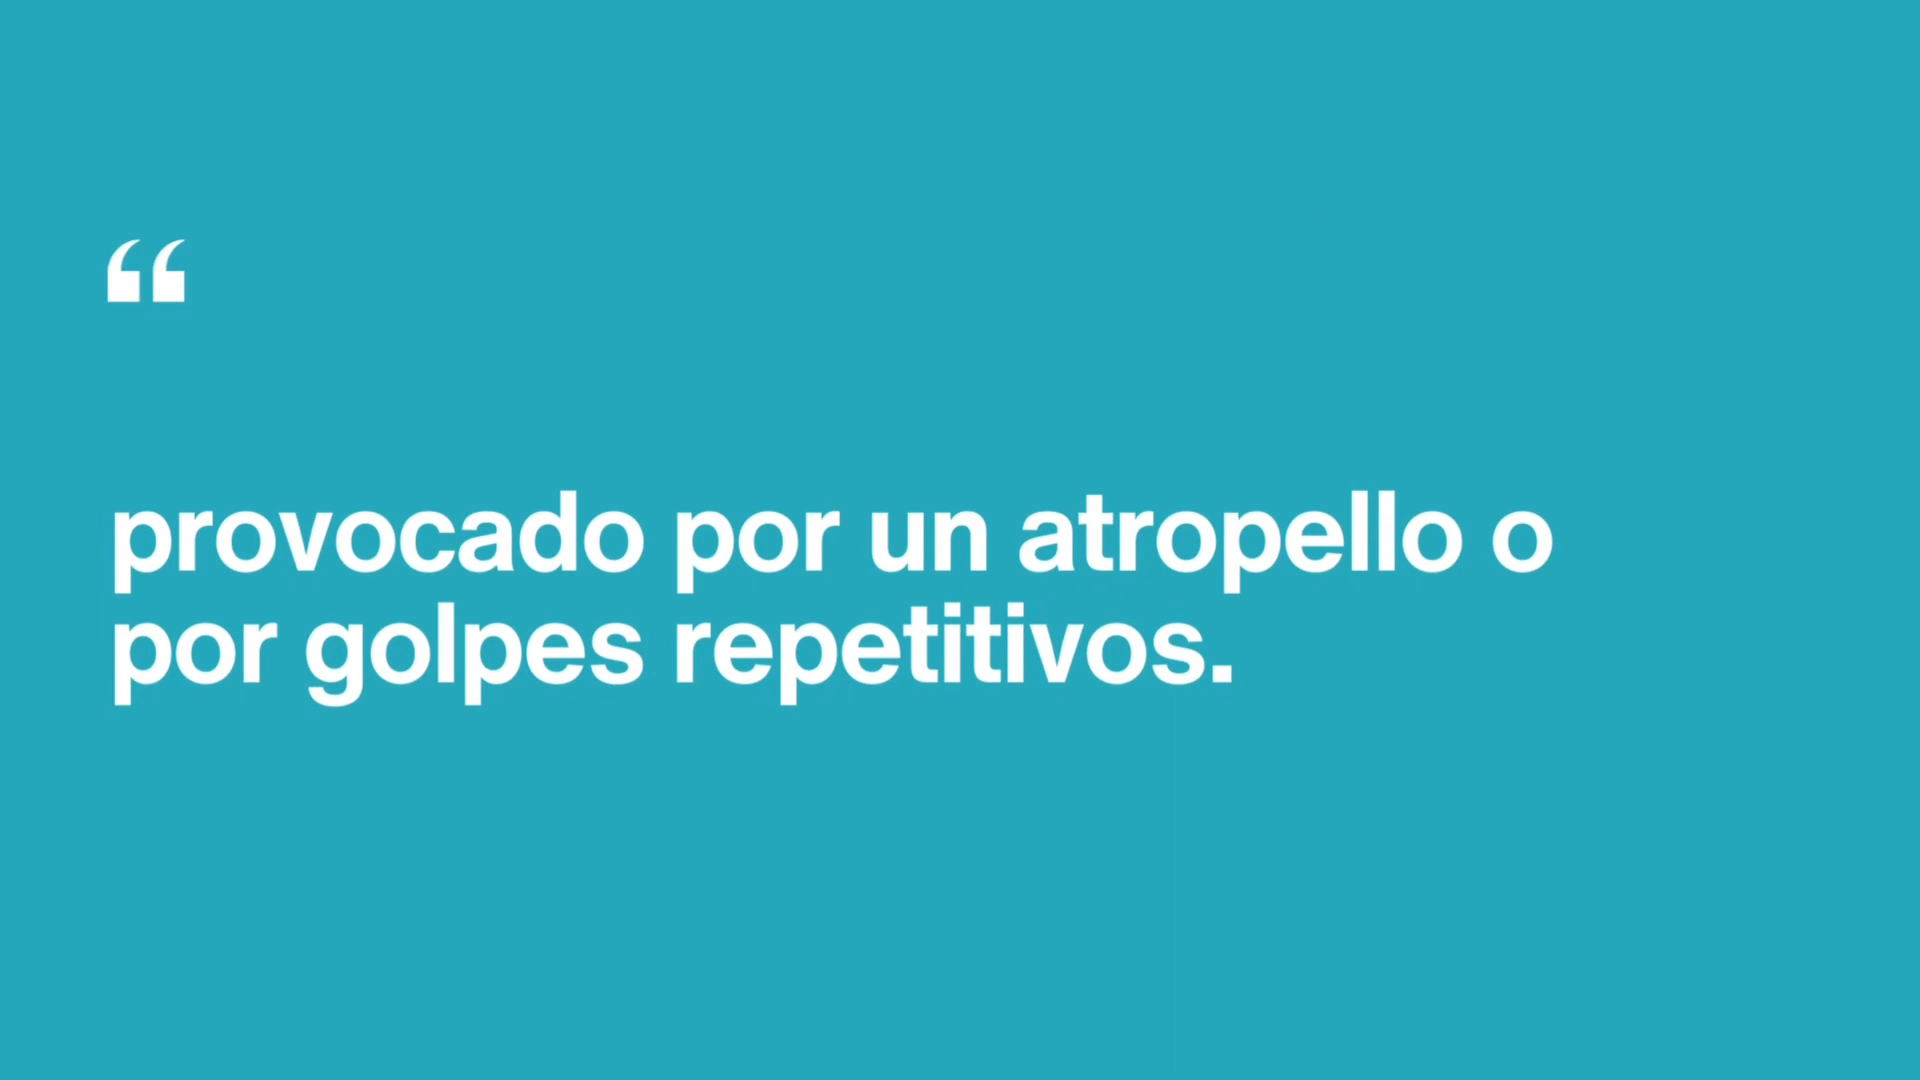 “
provocado por un atropello o
por golpes repetitivos.